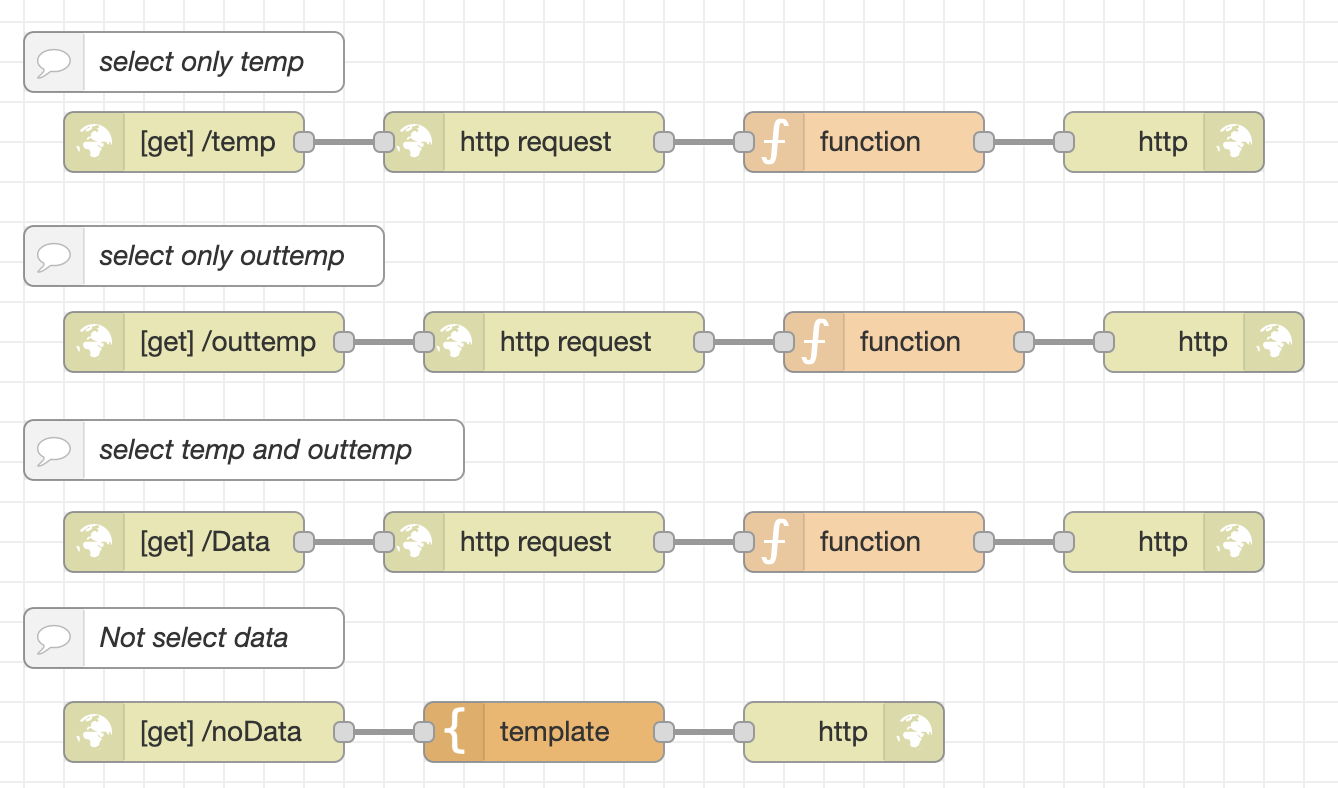 select only temp
[get] /temp http request function http
select only outtemp
[get] /outtemp http request function http
select temp and outtemp
[get] /Data http request function http
Not select data
[get] /noData template http